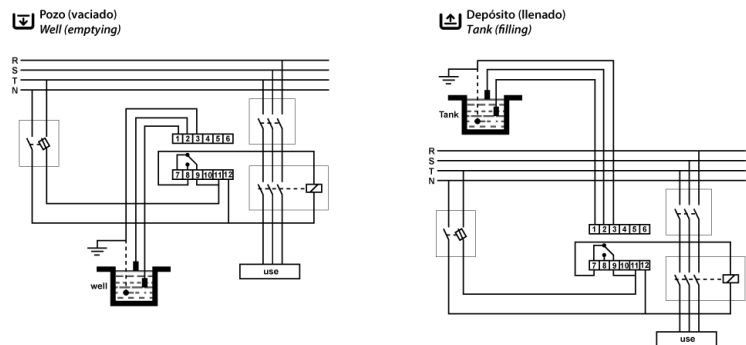 Pozo (vaciado)
Well (emptying)
R
S
T
N
1 2 3 4 5 6
7 8 9 10 11 12
well
use
Depósito (llenado)
Tank (filling)
Tank
R
S
T
N
1 2 3 4 5 6
7 8 9 10 11 12
use